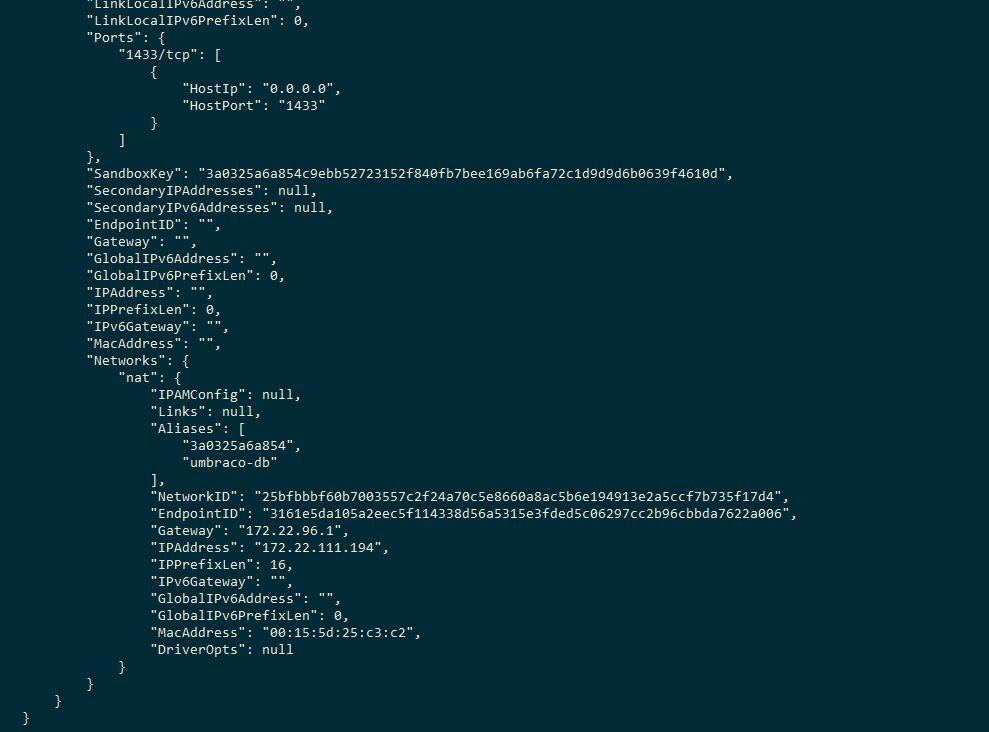 "LinkLocalIPv6Address": "",
"LinkLocalIPv6PrefixLen": 0,
"Ports": {
"1433/tcp": [
{
"HostIp": "0.0.0.0",
"HostPort": "1433"
}
]
},
"SandboxKey": "3a0325a6a854c9ebb52723152f840fb7bee169ab6fa72c1d9d9d6b0639f4610d",
"SecondaryIPAddresses": null,
"SecondaryIPv6Addresses": null,
"EndpointID": "",
"Gateway": "",
"GlobalIPv6Address": "",
"GlobalIPv6PrefixLen": 0,
"IPAddress": "",
"IPPrefixLen": 0,
"IPv6Gateway": "",
"MacAddress": "",
"Networks": {
"nat": {
"IPAMConfig": null,
"Links": null,
"Aliases": [
"3a0325a6a854",
"umbraco-db"
],
"NetworkID": "25bfbbbf60b7003557c2f24a70c5e8660a8ac5b6e194913e2a5ccf7b735f17d4",
"EndpointID": "3161e5da105a2eec5f114338d56a5315e3fded5c06297cc2b96cbbda7622a006",
"Gateway": "172.22.96.1",
"IPAddress": "172.22.111.194",
"IPPrefixLen": 16,
"IPv6Gateway": "",
"GlobalIPv6Address": "",
"GlobalIPv6PrefixLen": 0,
"MacAddress": "00:15:5d:25:c3:c2",
"DriverOpts": null
}
}
}
}